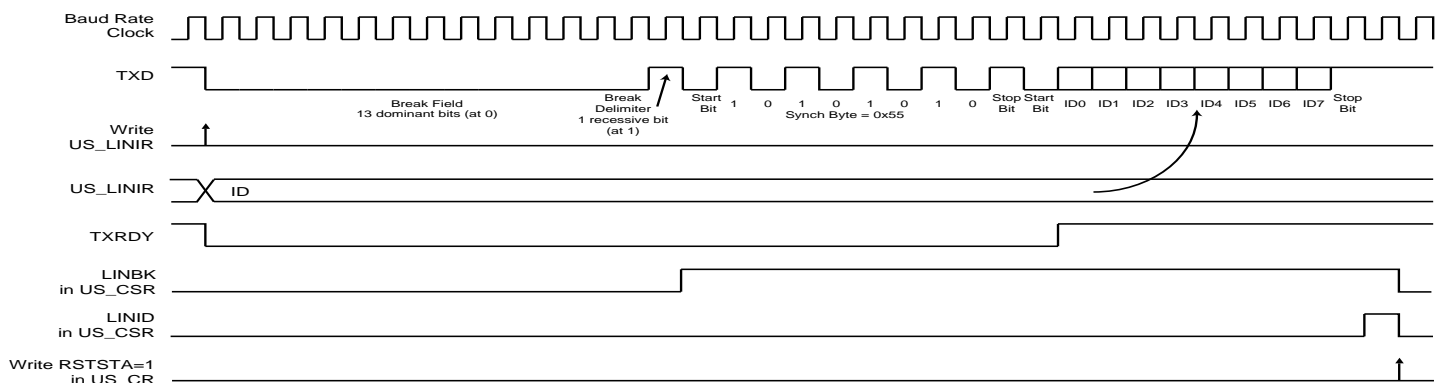 Baud Rate
Clock
TXD
Break Field
13 dominant bits (at 0)
Break
Delimiter
1 recessive bit
(at 1)
Start
Bit
1 0 1 0 1 0 1 0
Synch Byte = 0x55
Stop
Bit
Start
Bit
ID0 ID1 ID2 ID3 ID4 ID5 ID6 ID7
Stop
Bit
Write
US_LINIR
US_LINIR
ID
TXRDY
LINBK
in US_CSR
LINID
in US_CSR
Write RSTSTA=1
in US_CR